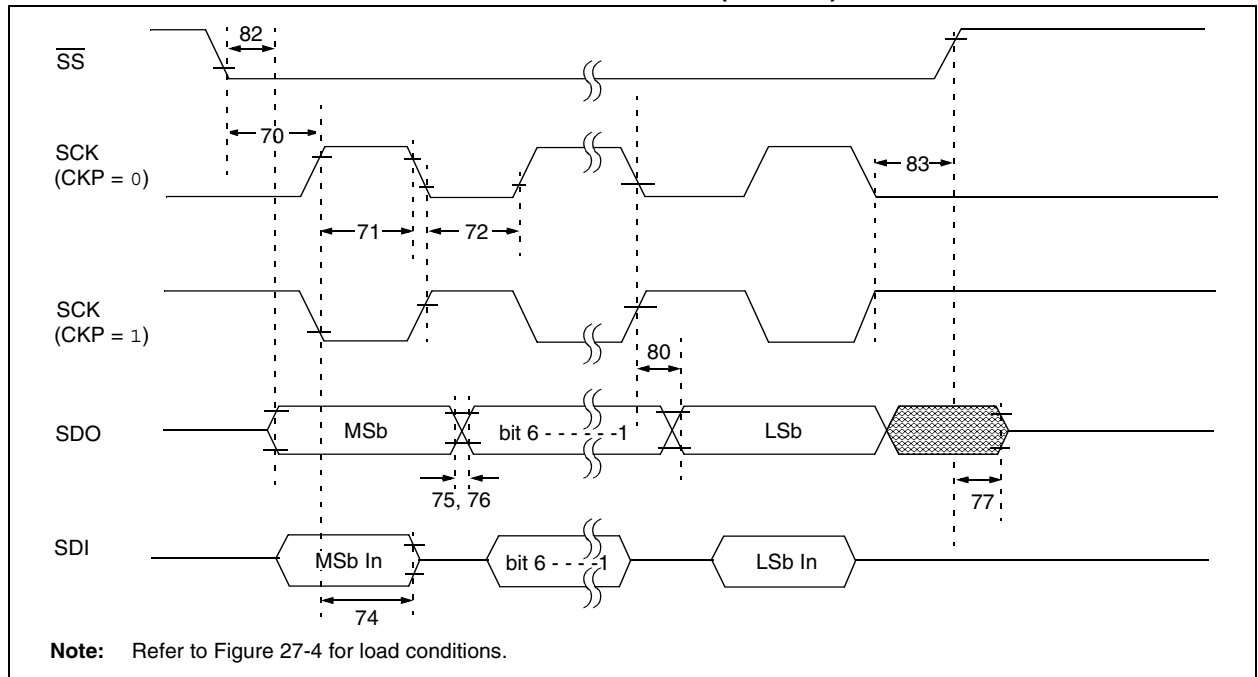 82
SS
70
SCK
(CKP = 0)
83
71
72
SCK
(CKP = 1)
80
SDO
MSb
bit 6 - - - - - -1
LSb
75, 76
77
SDI
MSb In
bit 6 - - - -1
LSb In
74
Note: Refer to Figure 27-4 for load conditions.